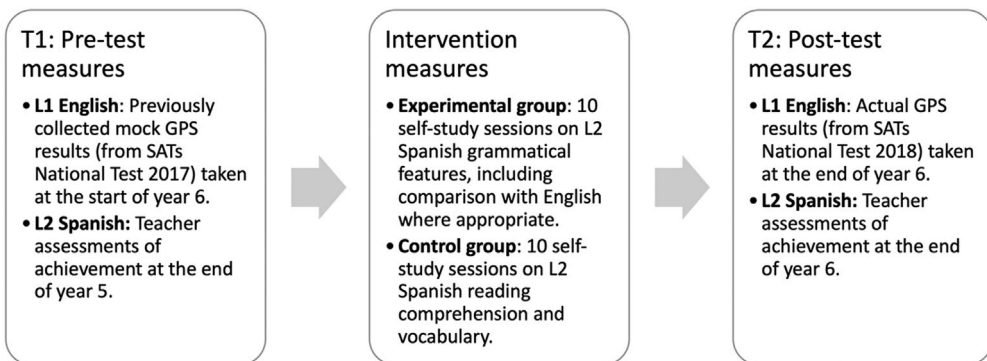 T1: Pre-test
measures
• L1 English: Previously
collected mock GPS
results (from SATs
National Test 2017) taken
at the start of year 6.
• L2 Spanish: Teacher
assessments of
achievement at the end
of year 5.
Intervention
measures
• Experimental group: 10
self-study sessions on L2
Spanish grammatical
features, including
comparison with English
where appropriate.
• Control group: 10 self-
study sessions on L2
Spanish reading
comprehension and
vocabulary.
T2: Post-test
measures
• L1 English: Actual GPS
results (from SATs
National Test 2018) taken
at the end of year 6.
• L2 Spanish: Teacher
assessments of
achievement at the end of
year 6.